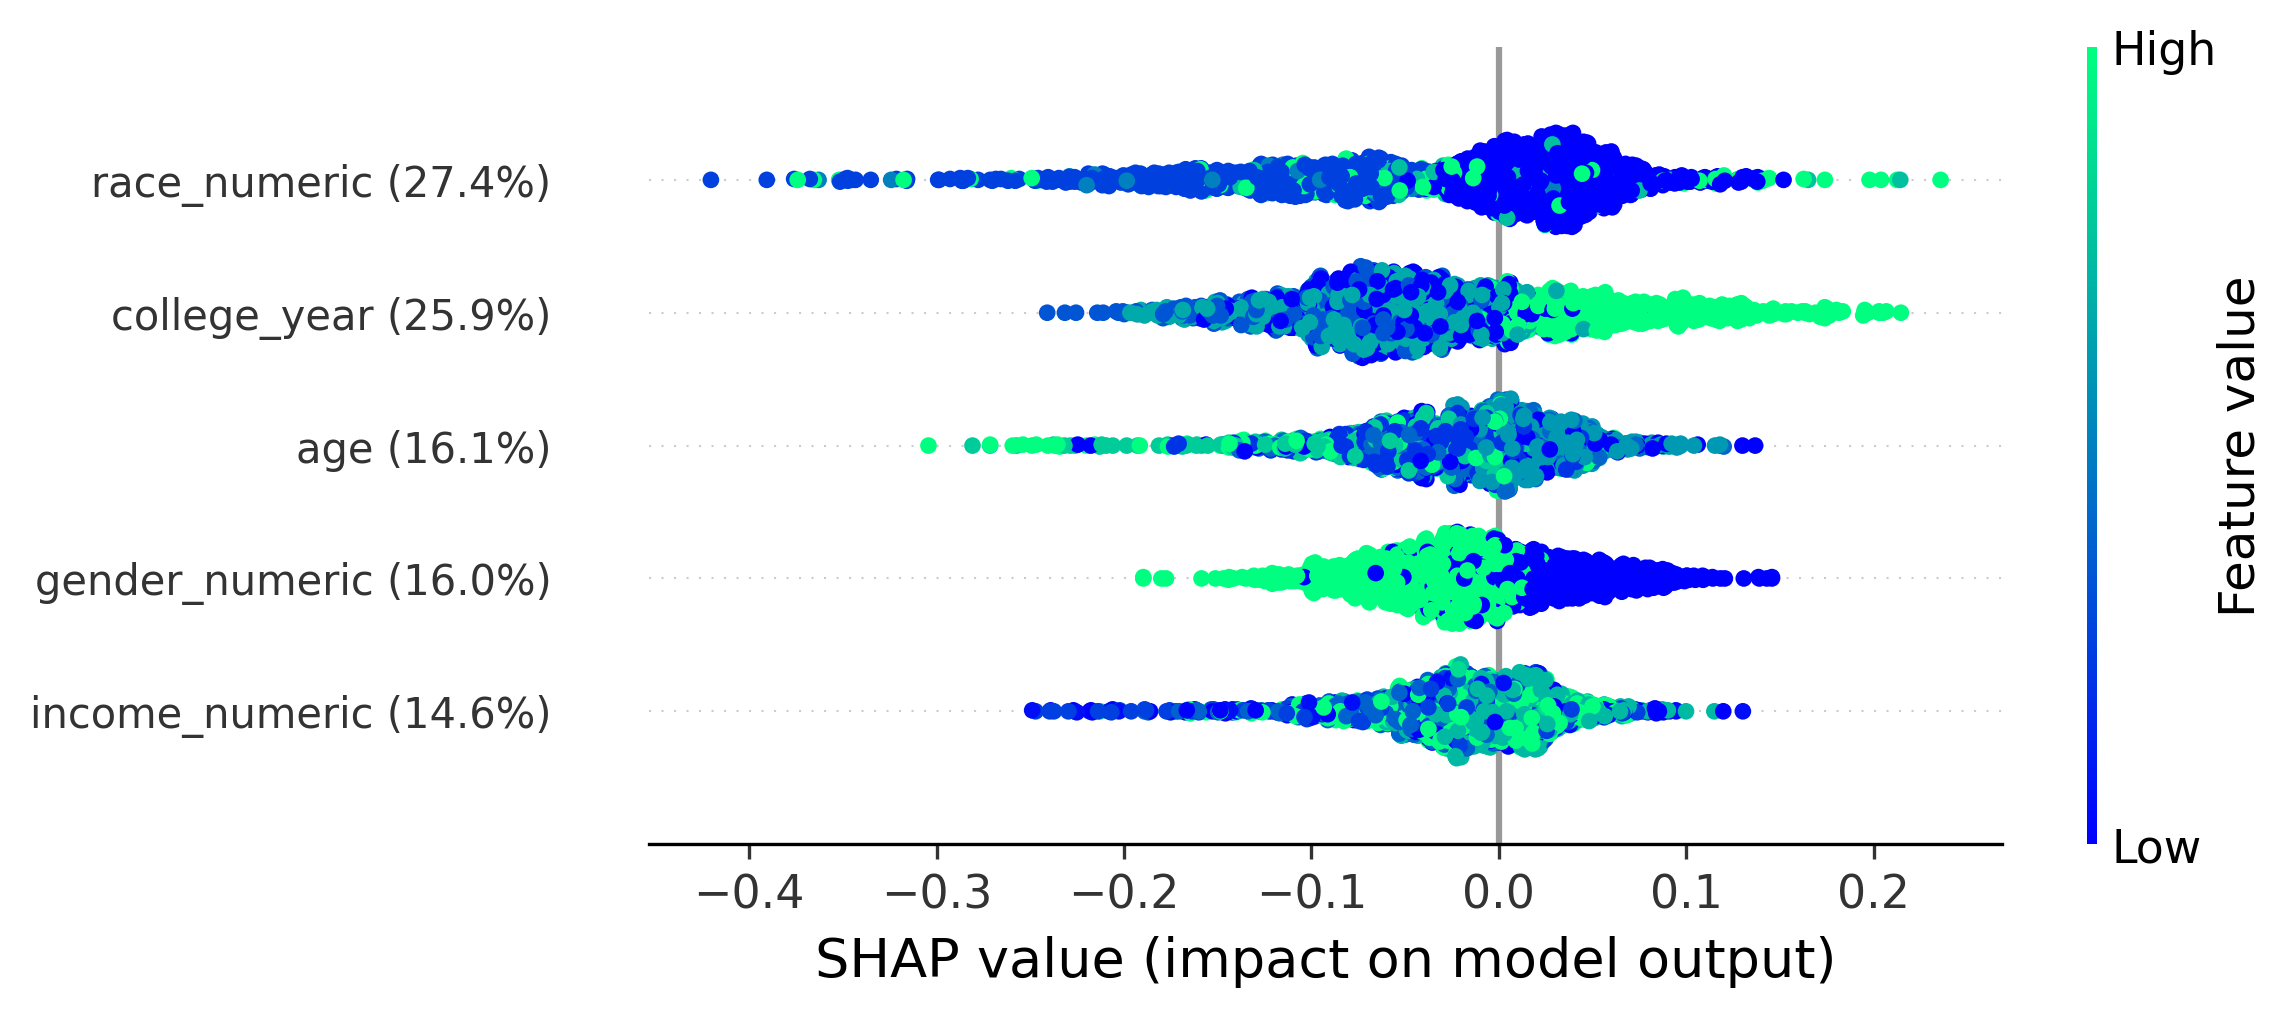 High
race_numeric (27.4%)
college_year (25.9%)
age (16.1%)
gender_numeric (16.0%)
income_numeric (14.6%)
Feature value
Low
−0.4 −0.3 −0.2 −0.1 0.0 0.1 0.2
SHAP value (impact on model output)